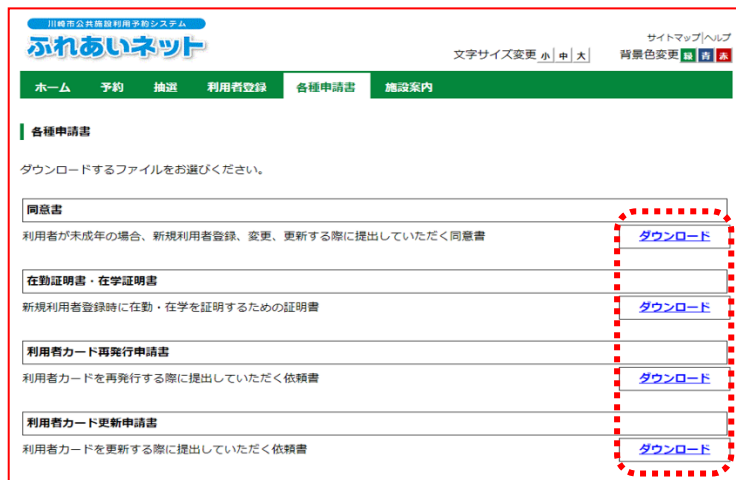 川崎市公共施設利用予約システム
ふれあいネット
サイトマップ|ヘルプ
文字サイズ変更 小 中 大 背景色変更 緑 青 赤
ホーム 予約 抽選 利用者登録 各種申請書 施設案内
各種申請書
ダウンロードするファイルをお選びください。
同意書
利用者が未成年の場合、新規利用者登録、変更、更新する際に提出していただく同意書 ダウンロード
在勤証明書・在学証明書
新規利用者登録時に在勤・在学を証明するための証明書 ダウンロード
利用者カード再発行申請書
利用者カードを再発行する際に提出していただく依頼書 ダウンロード
利用者カード更新申請書
利用者カードを更新する際に提出していただく依頼書 ダウンロード